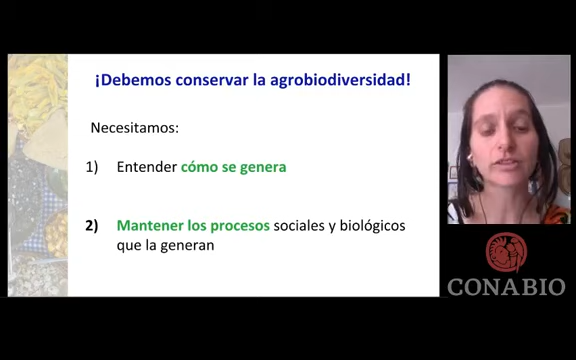 ¡Debemos conservar la agrobiodiversidad!
Necesitamos:
1) Entender cómo se genera
2) Mantener los procesos sociales y biológicos
que la generan
CONABIO